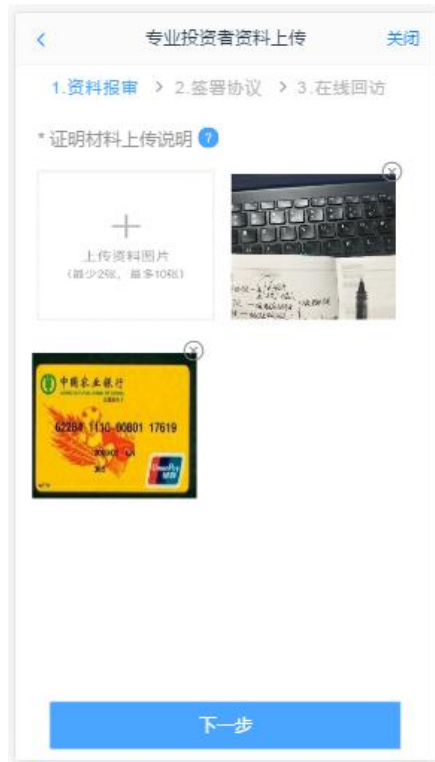 专业投资者资料上传 关闭
1.资料报审 > 2.签署协议 > 3.在线回访
* 证明材料上传说明 ?
上传资料图片
(最少2张，最多10张)
中国农业银行
UnionPay
银联
下一步